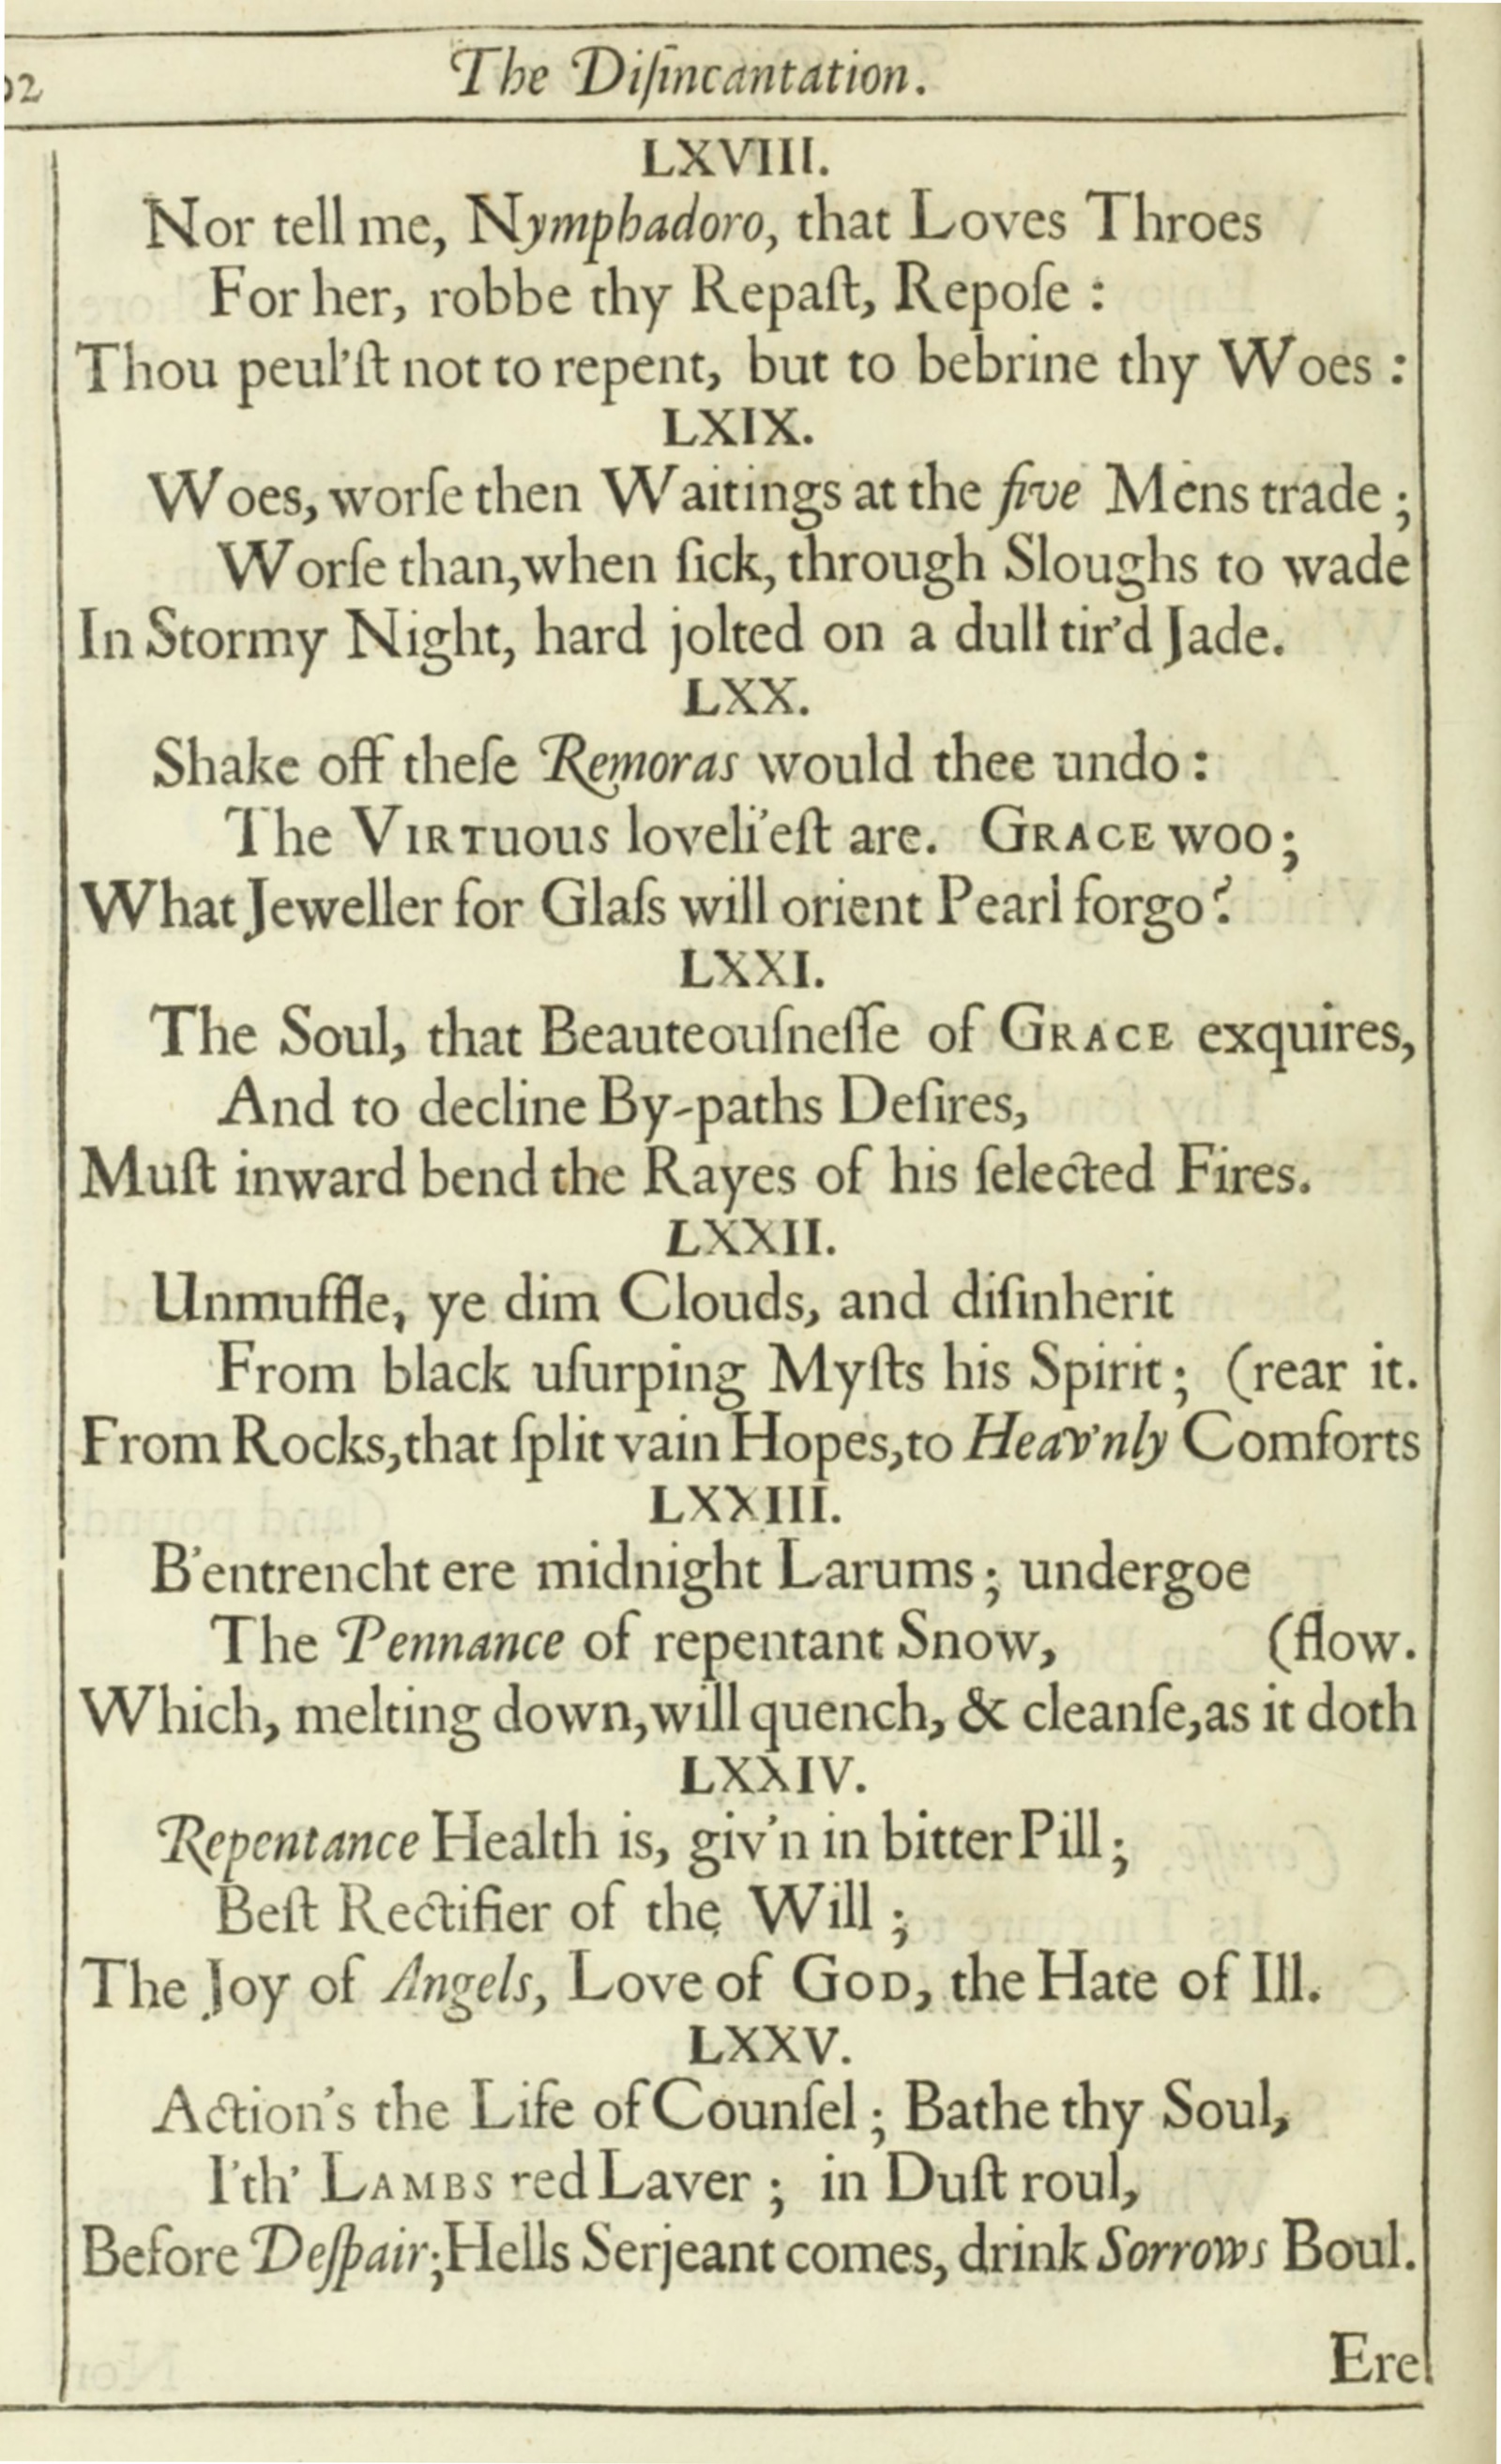 02
The Diſincantation.
LXVIII.
Nor tell me, Nymphadoro, that Loves Throes
For her, robbe thy Repaſt, Repoſe :
Thou peul'ſt not to repent, but to bebrine thy Woes :
LXIX.
Woes, worſe then Waitings at the five Mens trade ;
Worſe than, when ſick, through Sloughs to wade
In Stormy Night, hard jolted on a dull tir'd Jade.
LXX.
Shake off theſe Remoras would thee undo :
The VIRTUOUS loveli'eſt are. GRACE woo ;
What Jeweller for Glaſs will orient Pearl forgo?
LXXI.
The Soul, that Beauteouſneſſe of GRACE exquires,
And to decline By-paths Deſires,
Muſt inward bend the Rayes of his ſelected Fires.
LXXII.
Unmuffle, ye dim Clouds, and diſinherit
From black uſurping Myſts his Spirit ; (rear it.
From Rocks, that ſplit vain Hopes, to Heav'nly Comforts
LXXIII.
B'entrencht ere midnight Larums ; undergoe
The Pennance of repentant Snow, (flow.
Which, melting down, will quench, & cleanſe, as it doth
LXXIV.
Repentance Health is, giv'n in bitter Pill ;
Beſt Rectifier of the Will ;
The Joy of Angels, Love of GOD, the Hate of Ill.
LXXV.
Action's the Life of Counſel ; Bathe thy Soul,
I'th' LAMBS red Laver ; in Duſt roul,
Before Deſpair; Hells Serjeant comes, drink Sorrows Boul.
Ere